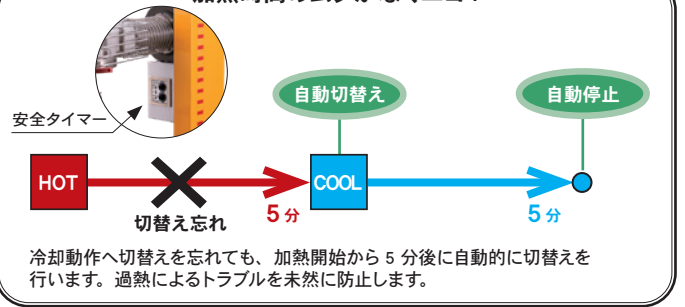 自動切替え
自動停止
安全タイマー
HOT
COOL
切替え忘れ
5 分
5 分
冷却動作へ切替えを忘れても、加熱開始から 5 分後に自動的に切替えを
行います。過熱によるトラブルを未然に防止します。